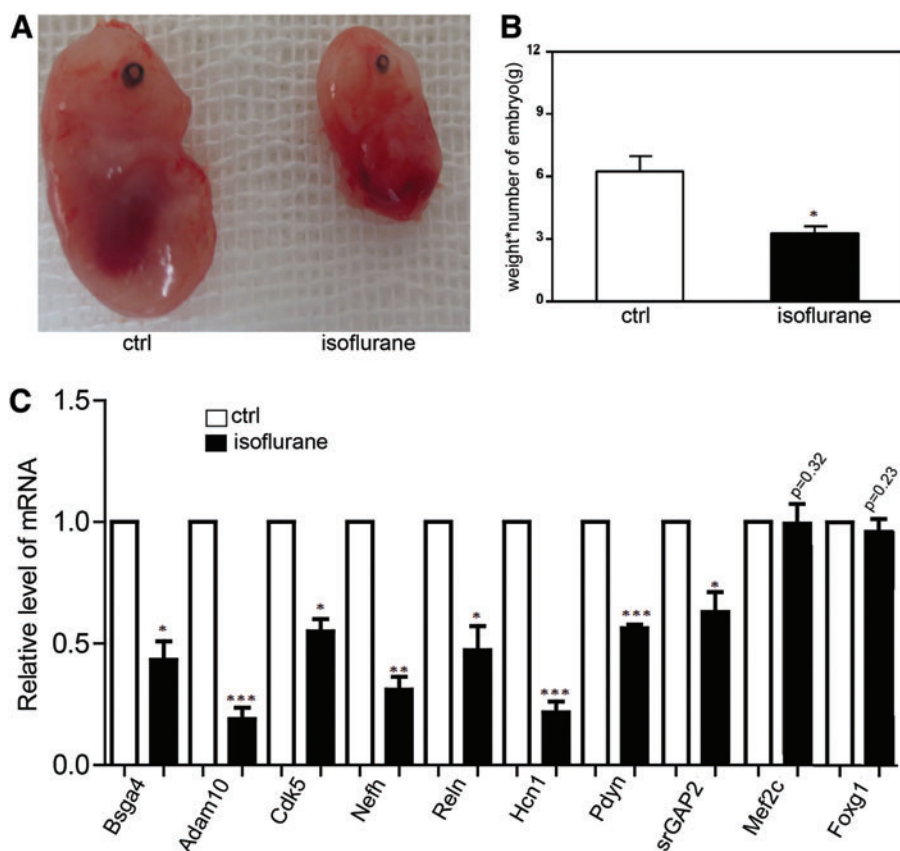 A
ctrl
isoflurane
B
weight*number of embryo(g)
12
9
6
3
0
*
ctrl
isoflurane
C
Relative level of mRNA
1.5
1.0
0.5
0.0
ctrl
isoflurane
*
***
*
**
*
***
***
*
p=0.32
p=0.23
Bsga4
Adam10
Cdk5
Nefh
Reln
Hcn1
Pdyn
srGAP2
Mef2c
Foxg1